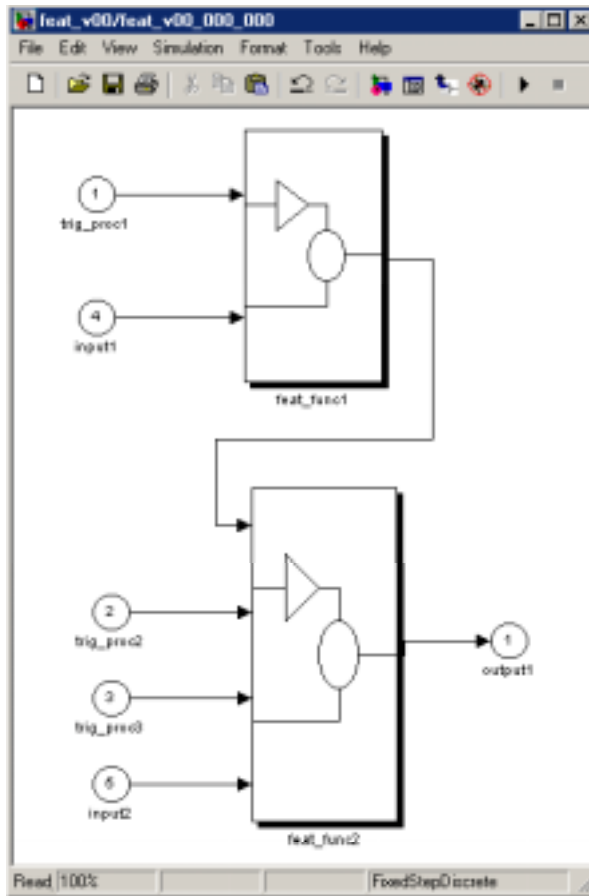 feat_v00/feat_v00_000_000
File Edit View Simulation Format Tools Help
1
trig_proc1
4
input1
feat_func1
2
trig_proc2
1
output1
3
trig_proc3
5
input2
feat_func2
Read 100% FixedStepDiscrete